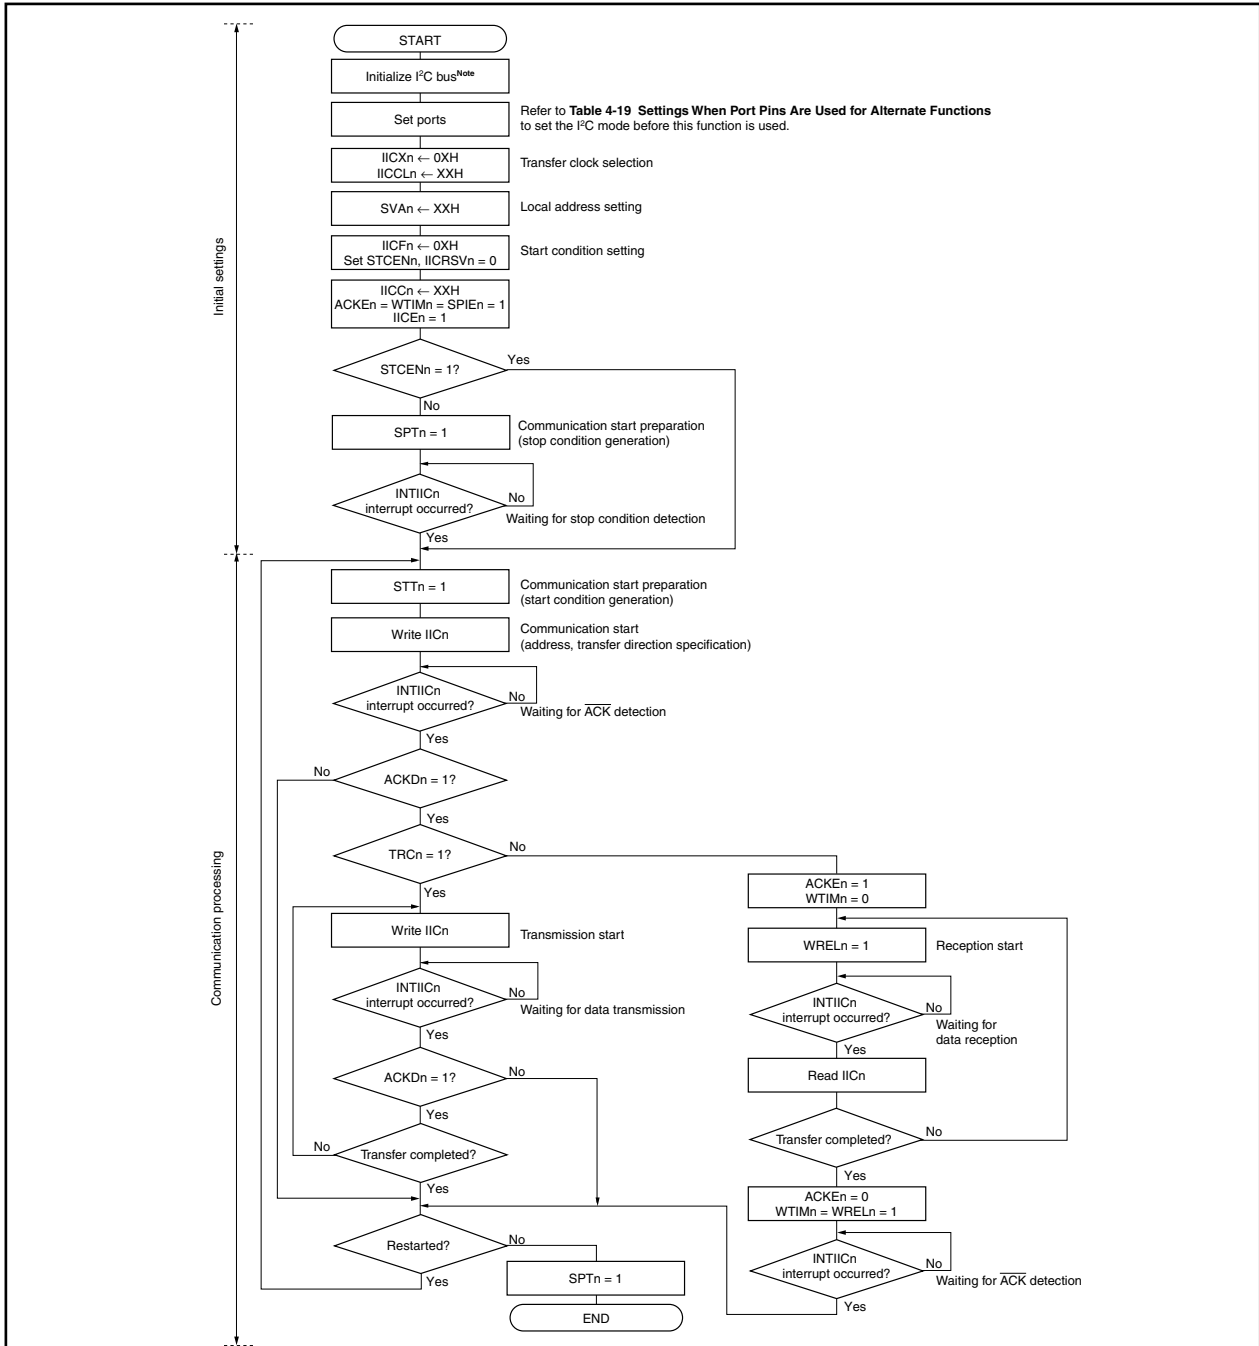 START
Initialize I²C bus^Note
Set ports
Refer to Table 4-19 Settings When Port Pins Are Used for Alternate Functions
to set the I²C mode before this function is used.
IICXn ← 0XH
IICCLn ← XXH
Transfer clock selection
SVAn ← XXH
Local address setting
IICFn ← 0XH
Set STCENn, IICRSVn = 0
Start condition setting
IICCn ← XXH
ACKEn = WTIMn = SPIEn = 1
IICEn = 1
Initial settings
STCENn = 1?
Yes
No
SPTn = 1
Communication start preparation
(stop condition generation)
INTIICn
interrupt occurred?
No
Waiting for stop condition detection
Yes
STTn = 1
Communication start preparation
(start condition generation)
Write IICn
Communication start
(address, transfer direction specification)
INTIICn
interrupt occurred?
No
Waiting for A̅C̅K̅ detection
Yes
No
ACKDn = 1?
Yes
TRCn = 1?
No
Yes
Communication processing
Write IICn
Transmission start
INTIICn
interrupt occurred?
No
Waiting for data transmission
Yes
ACKDn = 1?
No
Yes
No
Transfer completed?
Yes
Restarted?
No
Yes
SPTn = 1
END
ACKEn = 1
WTIMn = 0
WRELn = 1
Reception start
INTIICn
interrupt occurred?
No
Waiting for
data reception
Yes
Read IICn
Transfer completed?
No
Yes
ACKEn = 0
WTIMn = WRELn = 1
INTIICn
interrupt occurred?
No
Waiting for A̅C̅K̅ detection
Yes